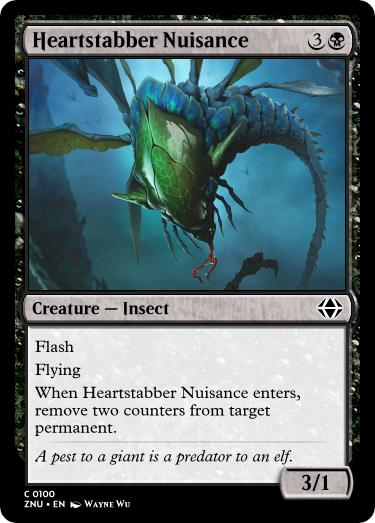 Heartstabber Nuisance 3
Creature — Insect
Flash
Flying
When Heartstabber Nuisance enters,
remove two counters from target
permanent.
A pest to a giant is a predator to an elf.
3/1
C 0100
ZNU • EN Wayne Wu